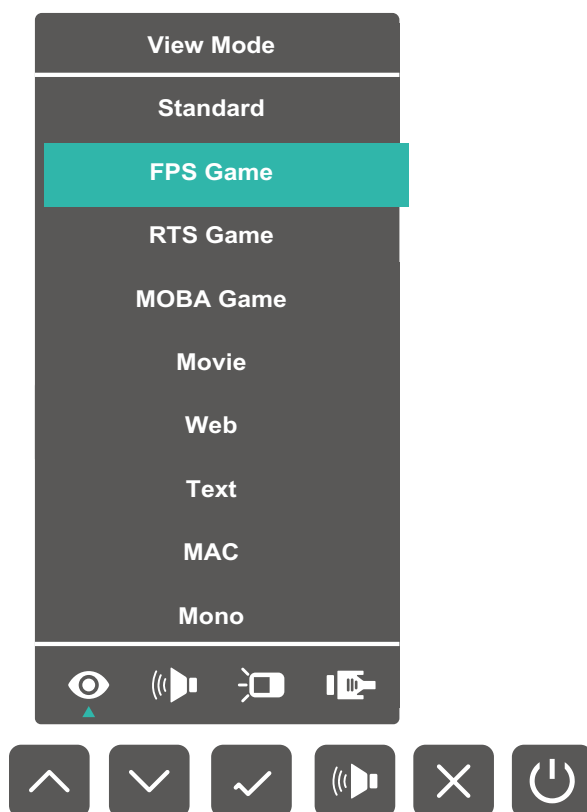 View Mode
Standard
FPS Game
RTS Game
MOBA Game
Movie
Web
Text
MAC
Mono